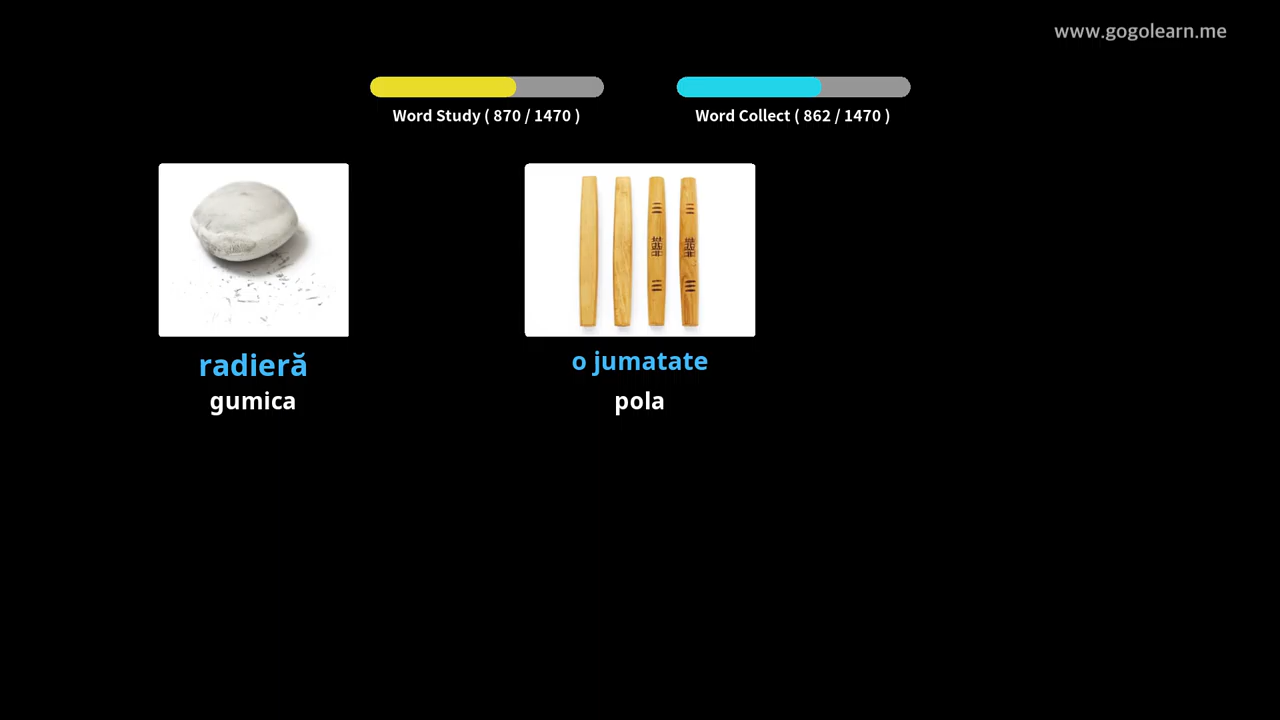 www.gogolearn.me
Word Study ( 870 / 1470 )
Word Collect ( 862 / 1470 )
radieră
gumica
o jumatate
pola